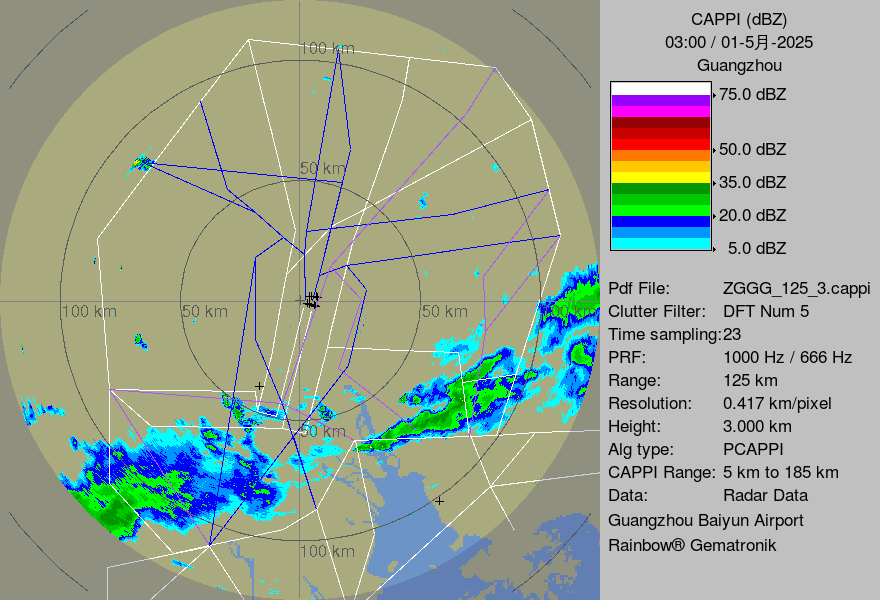 CAPPI (dBZ)
03:00 / 01-5月-2025
Guangzhou
75.0 dBZ
50.0 dBZ
35.0 dBZ
20.0 dBZ
5.0 dBZ
Pdf File: ZGGG_125_3.cappi
Clutter Filter: DFT Num 5
Time sampling:23
PRF: 1000 Hz / 666 Hz
Range: 125 km
Resolution: 0.417 km/pixel
Height: 3.000 km
Alg type: PCAPPI
CAPPI Range: 5 km to 185 km
Data: Radar Data
Guangzhou Baiyun Airport
Rainbow® Gematronik
100 km
50 km
100 km
50 km
50 km
50 km
100 km